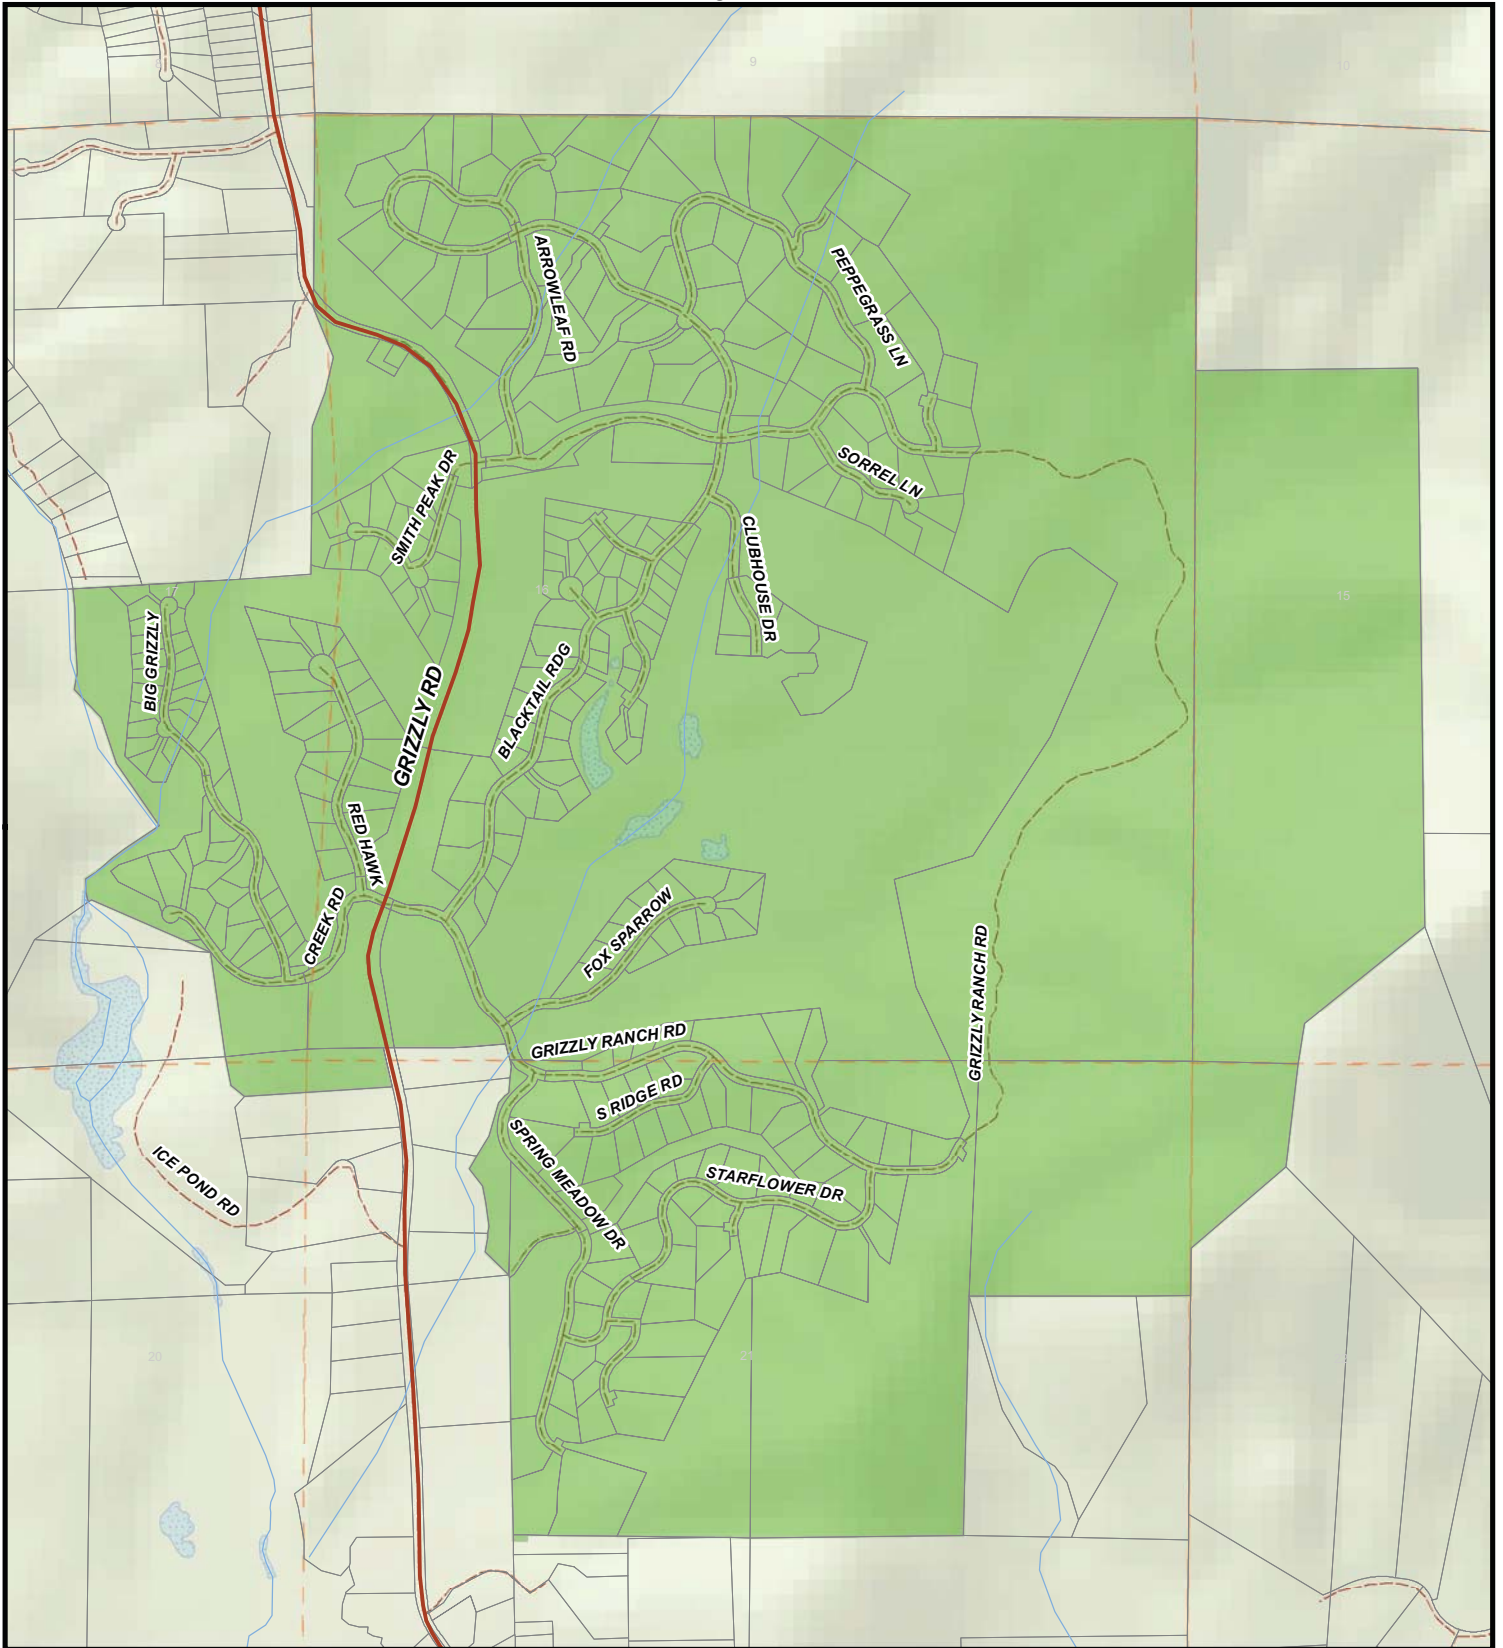 9
10
ARROWLEAF RD
PEPPEGRASS LN
SMITH PEAK DR
SORREL LN
CLUBHOUSE DR
15
BIG GRIZZLY
GRIZZLY RD
BLACKTAIL RDG
RED HAWK
CREEK RD
FOX SPARROW
GRIZZLY RANCH RD
GRIZZLY RANCH RD
S RIDGE RD
SPRING MEADOW DR
ICE POND RD
STARFLOWER DR
20
21